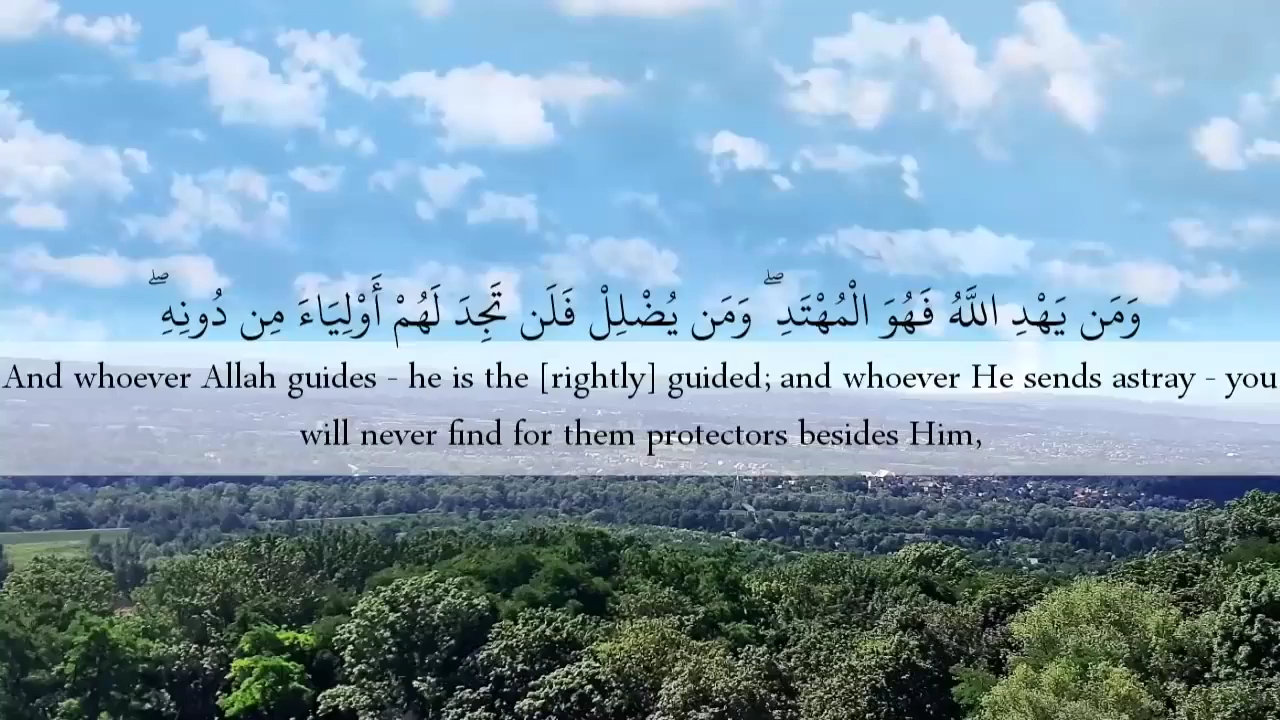 وَمَن يَهْدِ اللَّهُ فَهُوَ الْمُهْتَدِ ۖ وَمَن يُضْلِلْ فَلَن تَجِدَ لَهُمْ أَوْلِيَاءَ مِن دُونِهِ ۖ
And whoever Allah guides - he is the [rightly] guided; and whoever He sends astray - you
will never find for them protectors besides Him,